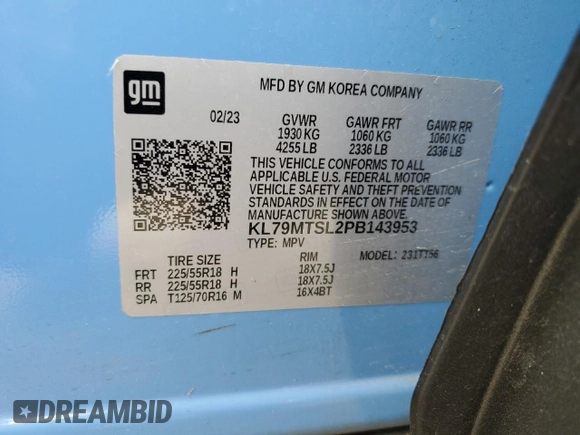 gm
MFD BY GM KOREA COMPANY
02/23 GVWR GAWR FRT GAWR RR
1930 KG 1060 KG 1060 KG
4255 LB 2336 LB 2336 LB
THIS VEHICLE CONFORMS TO ALL
APPLICABLE U.S. FEDERAL MOTOR
VEHICLE SAFETY AND THEFT PREVENTION
STANDARDS IN EFFECT ON THE DATE OF
MANUFACTURE SHOWN ABOVE.
KL79MTSL2PB143953
TYPE: MPV MODEL: 231TT56
TIRE SIZE RIM
FRT 225/55R18 H 18X7.5J
RR 225/55R18 H 18X7.5J
SPA T125/70R16 M 16X4BT
DREAMBID